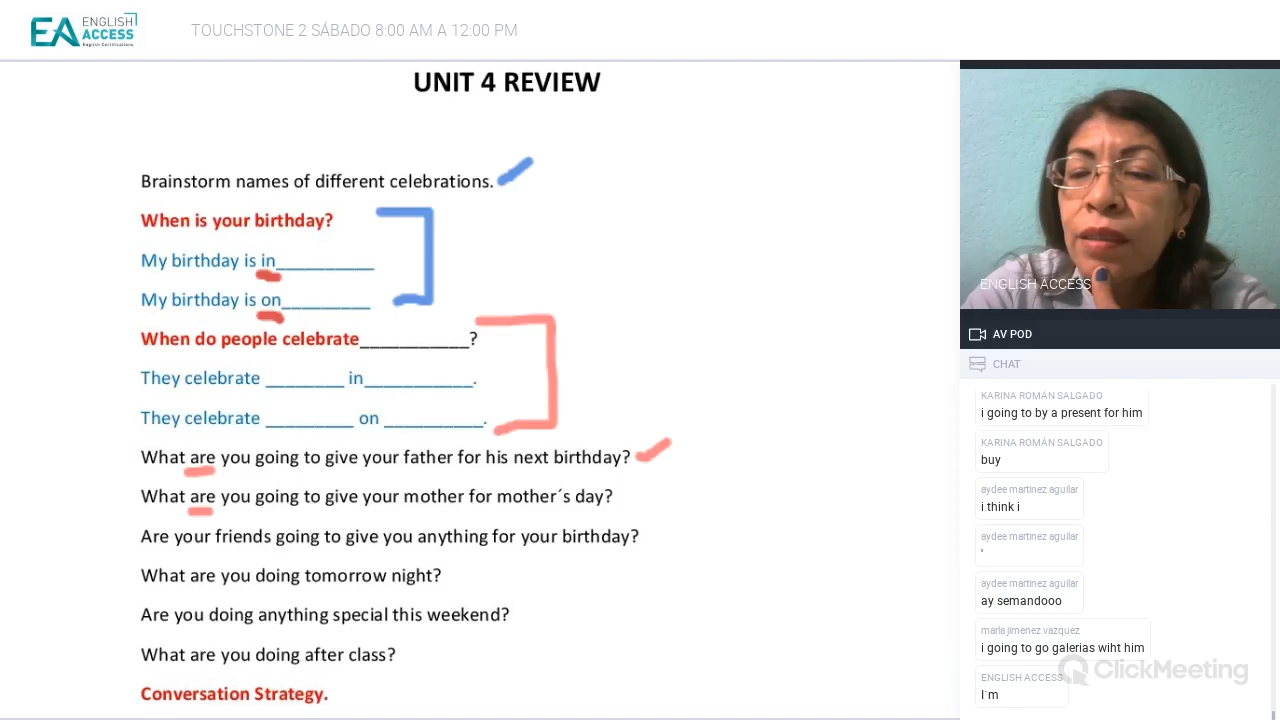 EA ENGLISH
ACCESS
English Certifications
TOUCHSTONE 2 SÁBADO 8:00 AM A 12:00 PM
UNIT 4 REVIEW
Brainstorm names of different celebrations.
When is your birthday?
My birthday is in__________
My birthday is on_________
When do people celebrate___________?
They celebrate ________ in___________.
They celebrate _________ on __________.
What are you going to give your father for his next birthday?
What are you going to give your mother for mother´s day?
Are your friends going to give you anything for your birthday?
What are you doing tomorrow night?
Are you doing anything special this weekend?
What are you doing after class?
Conversation Strategy.
ENGLISH ACCESS
AV POD
CHAT
KARINA ROMÁN SALGADO
i going to by a present for him
KARINA ROMÁN SALGADO
buy
aydee martinez aguilar
i think i
aydee martinez aguilar
'
aydee martinez aguilar
ay semandooo
marla jimenez vazquez
i going to go galerias wiht him
ENGLISH ACCESS
I´m
ClickMeeting